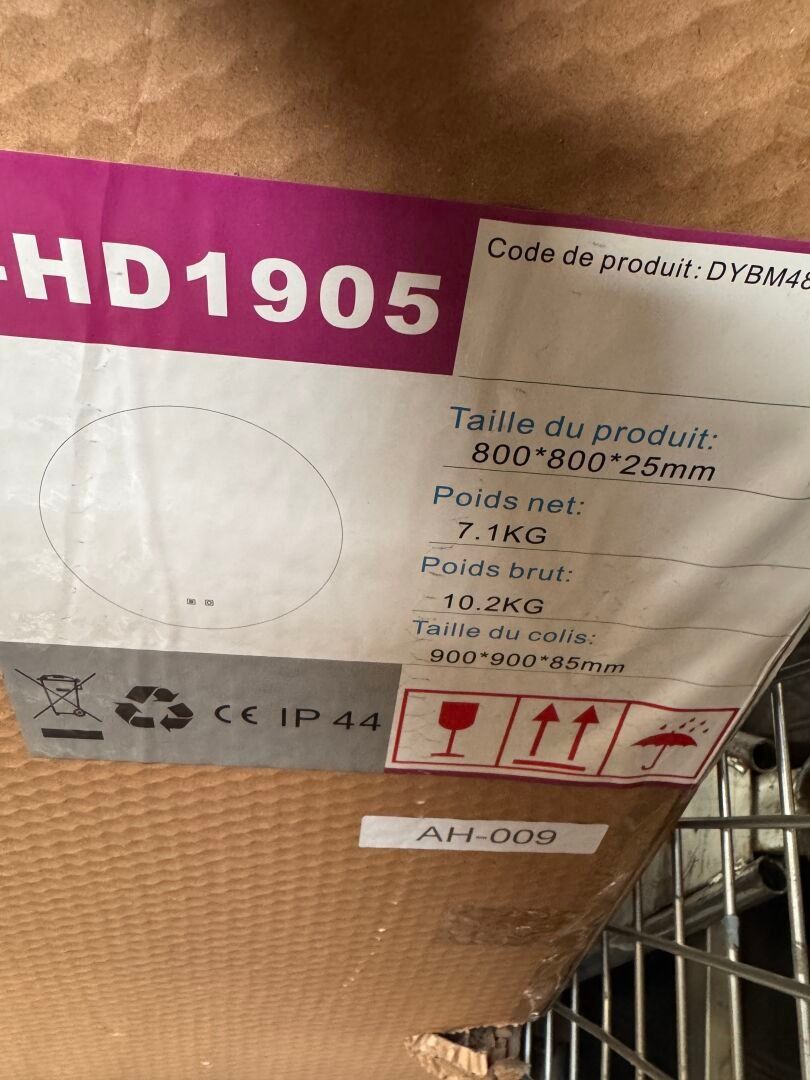 -HD1905
Code de produit: DYBM48
Taille du produit:
800*800*25mm
Poids net:
7.1KG
Poids brut:
10.2KG
Taille du colis:
900*900*85mm
CE IP 44
AH-009